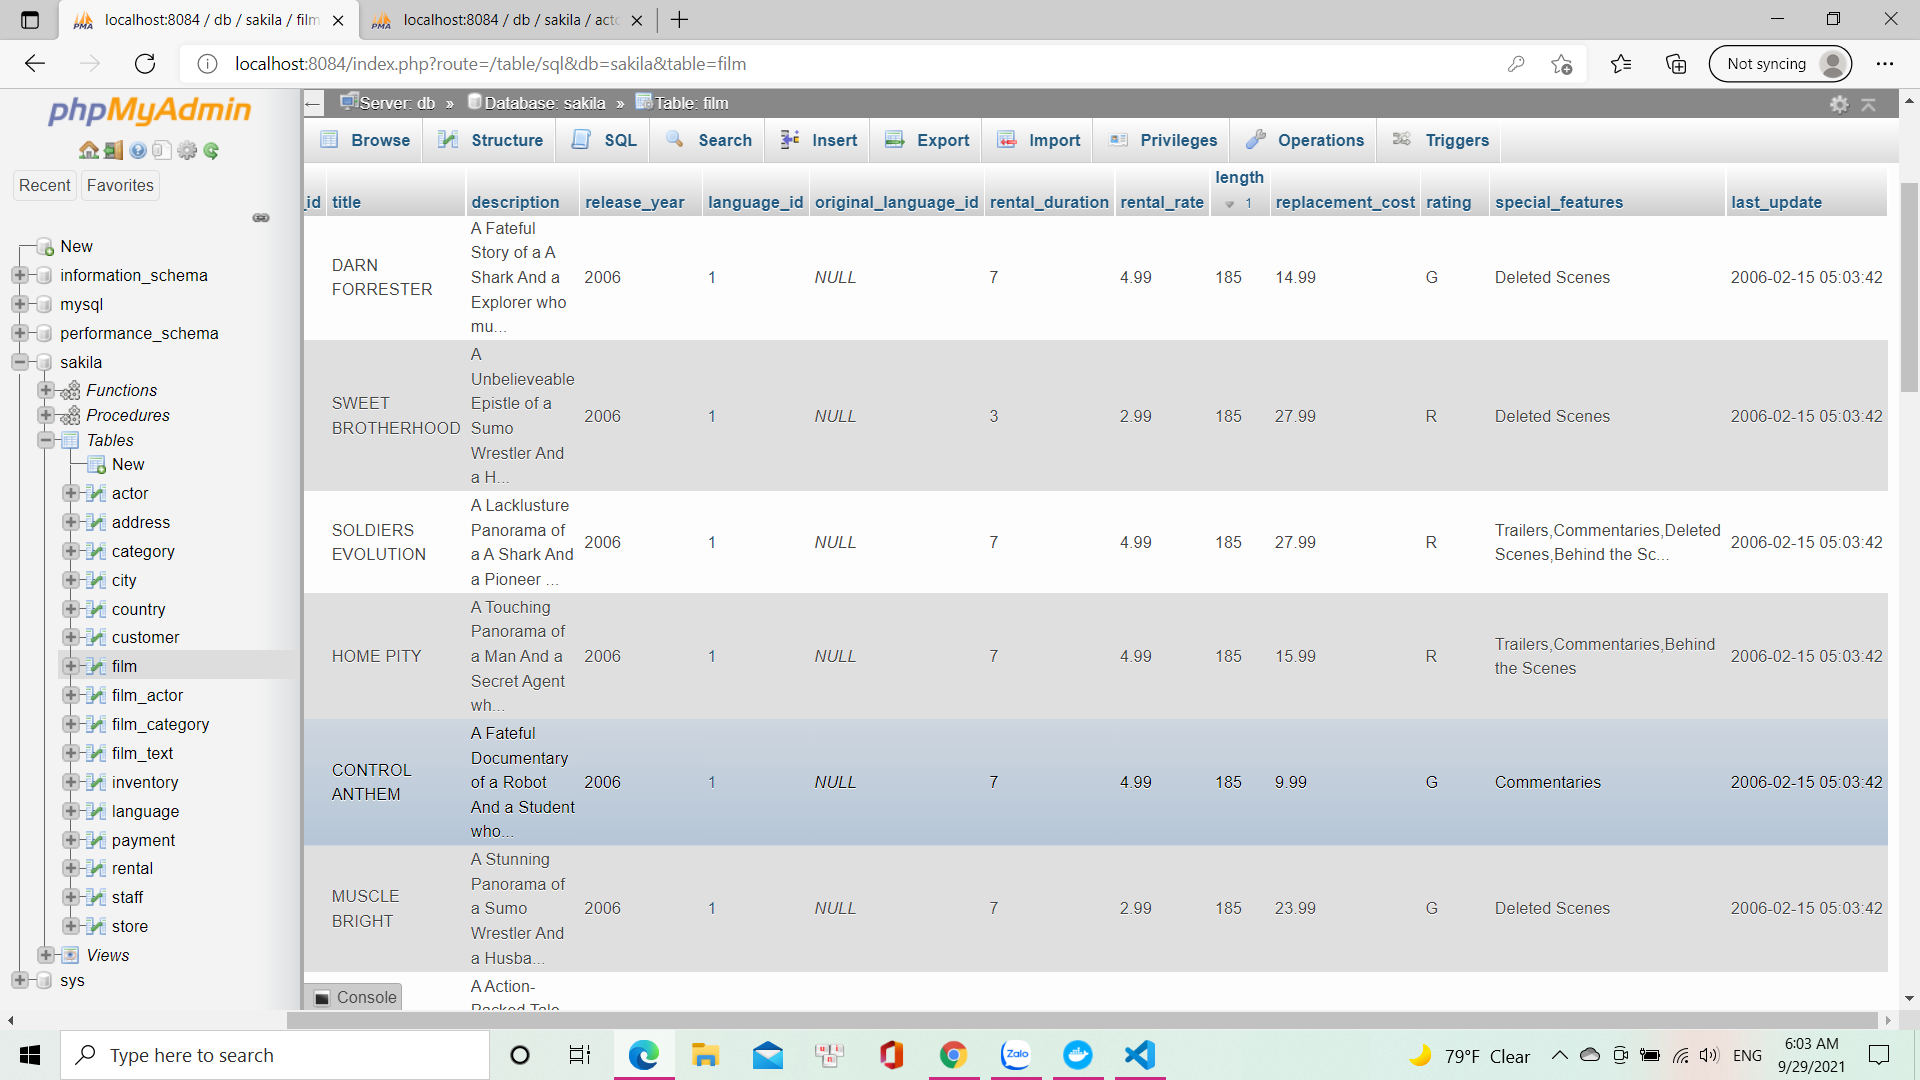 localhost:8084 / db / sakila / film
localhost:8084 / db / sakila / acto
localhost:8084/index.php?route=/table/sql&db=sakila&table=film
Not syncing
phpMyAdmin
Recent
Favorites
New
information_schema
mysql
performance_schema
sakila
Functions
Procedures
Tables
New
actor
address
category
city
country
customer
film
film_actor
film_category
film_text
inventory
language
payment
rental
staff
store
Views
sys
Server: db » Database: sakila » Table: film
Browse Structure SQL Search Insert Export Import Privileges Operations Triggers
_id title description release_year language_id original_language_id rental_duration rental_rate length 1 replacement_cost rating special_features last_update
DARN
FORRESTER
A Fateful
Story of a A
Shark And a
Explorer who
mu...
2006 1 NULL 7 4.99 185 14.99 G Deleted Scenes 2006-02-15 05:03:42
SWEET
BROTHERHOOD
A
Unbelieveable
Epistle of a
Sumo
Wrestler And
a H...
2006 1 NULL 3 2.99 185 27.99 R Deleted Scenes 2006-02-15 05:03:42
SOLDIERS
EVOLUTION
A Lacklusture
Panorama of
a A Shark And
a Pioneer ...
2006 1 NULL 7 4.99 185 27.99 R
Trailers,Commentaries,Deleted
Scenes,Behind the Sc...
2006-02-15 05:03:42
HOME PITY
A Touching
Panorama of
a Man And a
Secret Agent
wh...
2006 1 NULL 7 4.99 185 15.99 R
Trailers,Commentaries,Behind
the Scenes
2006-02-15 05:03:42
CONTROL
ANTHEM
A Fateful
Documentary
of a Robot
And a Student
who...
2006 1 NULL 7 4.99 185 9.99 G Commentaries 2006-02-15 05:03:42
MUSCLE
BRIGHT
A Stunning
Panorama of
a Sumo
Wrestler And
a Husba...
2006 1 NULL 7 2.99 185 23.99 G Deleted Scenes 2006-02-15 05:03:42
A Action-
Packed Tale
Console
Type here to search
Zalo
79°F Clear
ENG
6:03 AM
9/29/2021